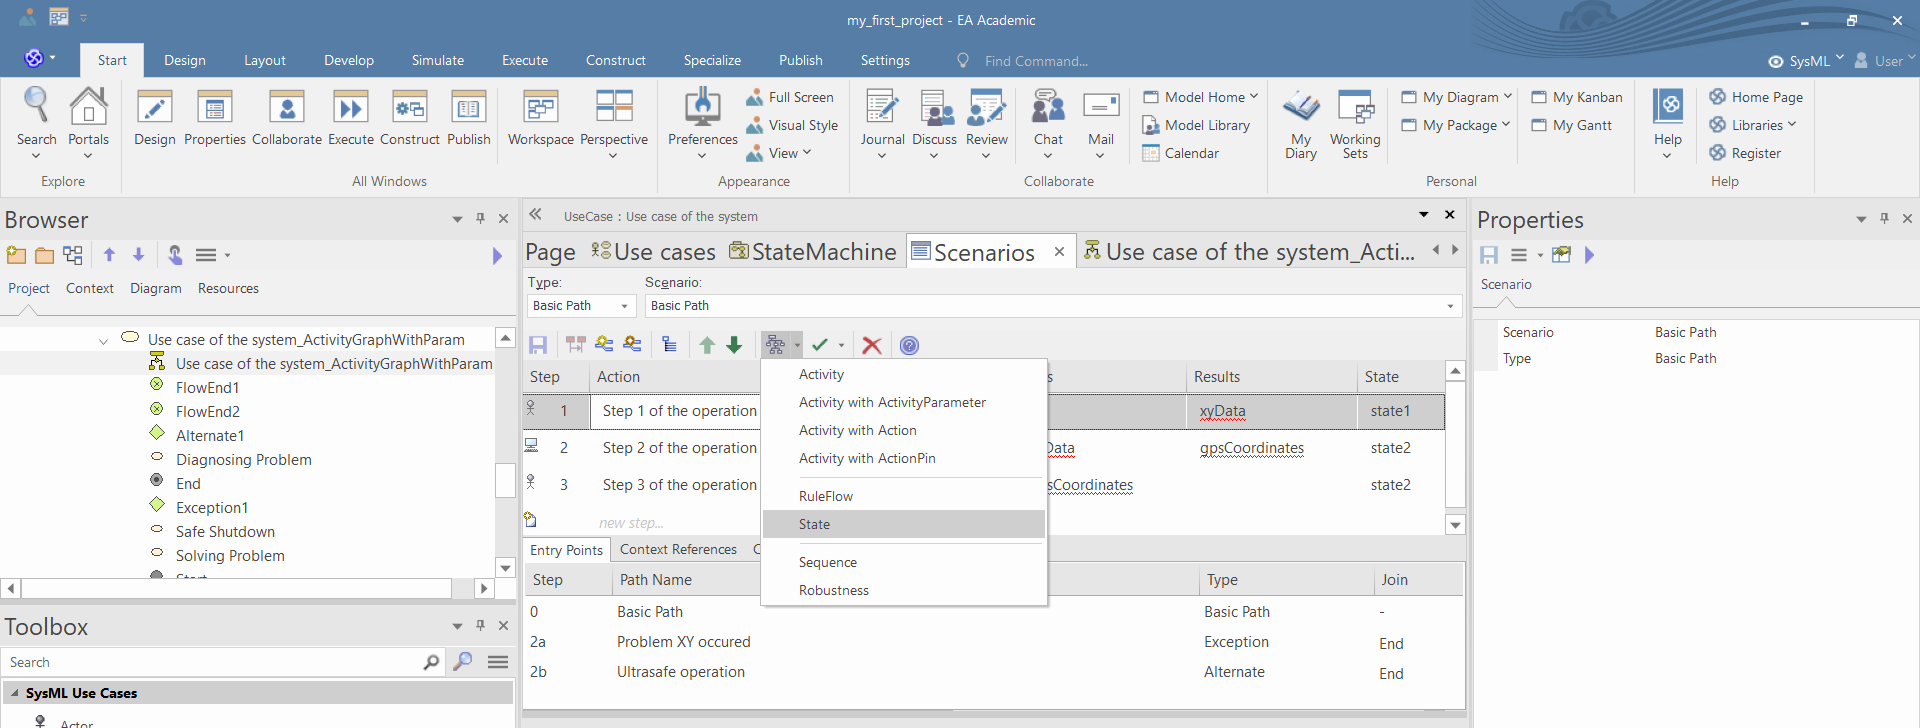 my_first_project - EA Academic
Start Design Layout Develop Simulate Execute Construct Specialize Publish Settings Find Command... SysML User
Search Portals
Explore
Design Properties Collaborate Execute Construct Publish Workspace Perspective
All Windows
Preferences
Full Screen
Visual Style
View
Appearance
Journal Discuss Review Chat Mail
Model Home
Model Library
Calendar
Collaborate
My Diary
Working Sets
My Diagram
My Package
My Kanban
My Gantt
Personal
Help
Home Page
Libraries
Register
Help
Browser
Project Context Diagram Resources
Use case of the system_ActivityGraphWithParam
Use case of the system_ActivityGraphWithParam
FlowEnd1
FlowEnd2
Alternate1
Diagnosing Problem
End
Exception1
Safe Shutdown
Solving Problem
Start
Toolbox
Search
SysML Use Cases
Actor
UseCase : Use case of the system
Page Use cases StateMachine Scenarios Use case of the system_Acti...
Type: Scenario:
Basic Path Basic Path
Step Action s Results State
1 Step 1 of the operation xyData state1
2 Step 2 of the operation Data gpsCoordinates state2
3 Step 3 of the operation sCoordinates state2
new step...
Activity
Activity with ActivityParameter
Activity with Action
Activity with ActionPin
RuleFlow
State
Sequence
Robustness
Entry Points Context References C
Step Path Name Type Join
0 Basic Path Basic Path -
2a Problem XY occured Exception End
2b Ultrasafe operation Alternate End
Properties
Scenario
Scenario Basic Path
Type Basic Path